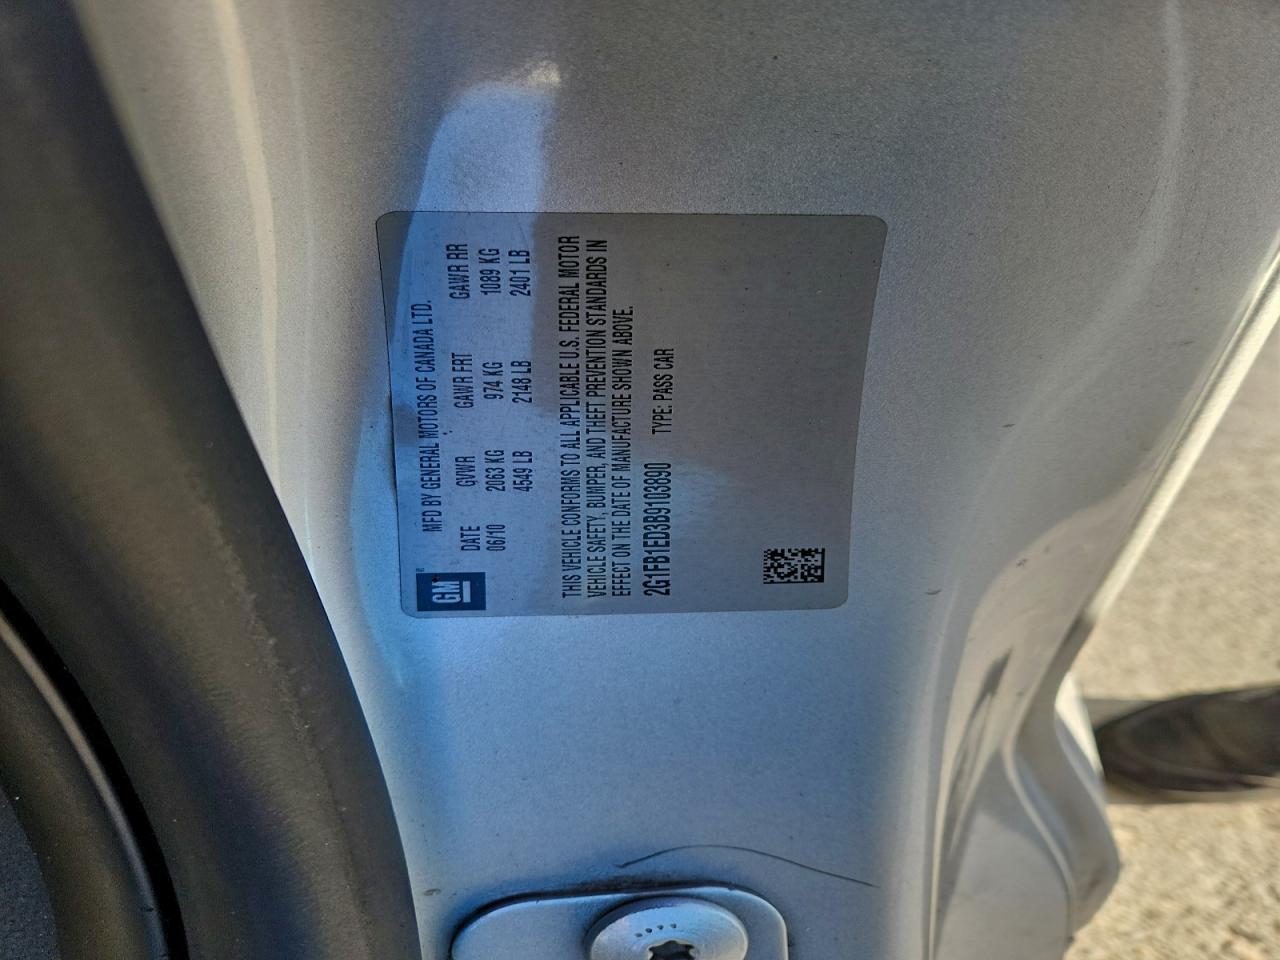 GM®
MFD BY GENERAL MOTORS OF CANADA LTD.
DATE GVWR GAWR FRT GAWR RR
06/10 2063 KG 974 KG 1089 KG
4549 LB 2148 LB 2401 LB
THIS VEHICLE CONFORMS TO ALL APPLICABLE U.S. FEDERAL MOTOR
VEHICLE SAFETY, BUMPER, AND THEFT PREVENTION STANDARDS IN
EFFECT ON THE DATE OF MANUFACTURE SHOWN ABOVE.
2G1FB1ED3B9103890 TYPE: PASS CAR